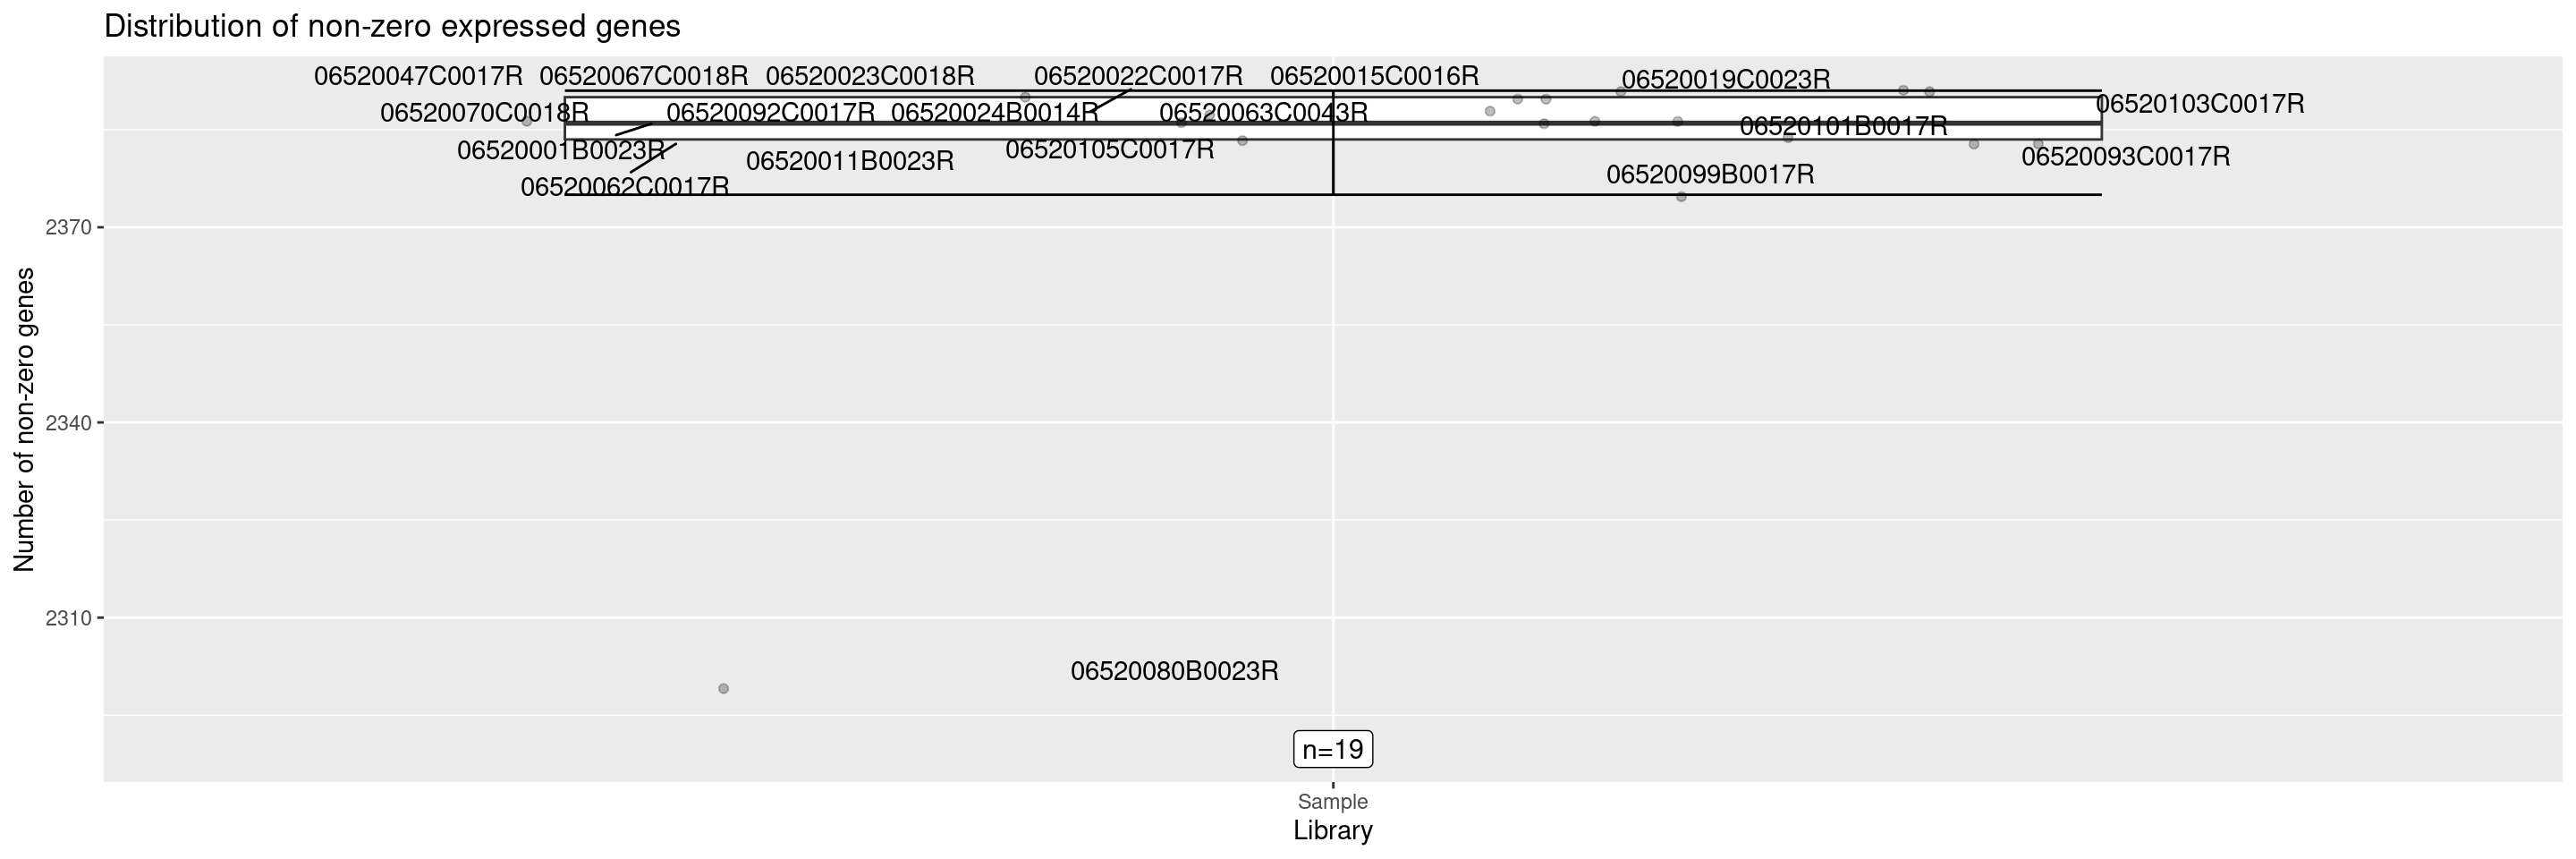 Distribution of non-zero expressed genes
06520047C0017R 06520067C0018R 06520023C0018R 06520022C0017R 06520015C0016R 06520019C0023R
06520103C0017R
06520070C0018R 06520092C0017R 06520024B0014R 06520063C0043R
06520101B0017R
06520001B0023R 06520105C0017R
06520011B0023R 06520093C0017R
06520099B0017R
06520062C0017R
2370
2340
2310
Number of non-zero genes
06520080B0023R
n=19
Sample
Library